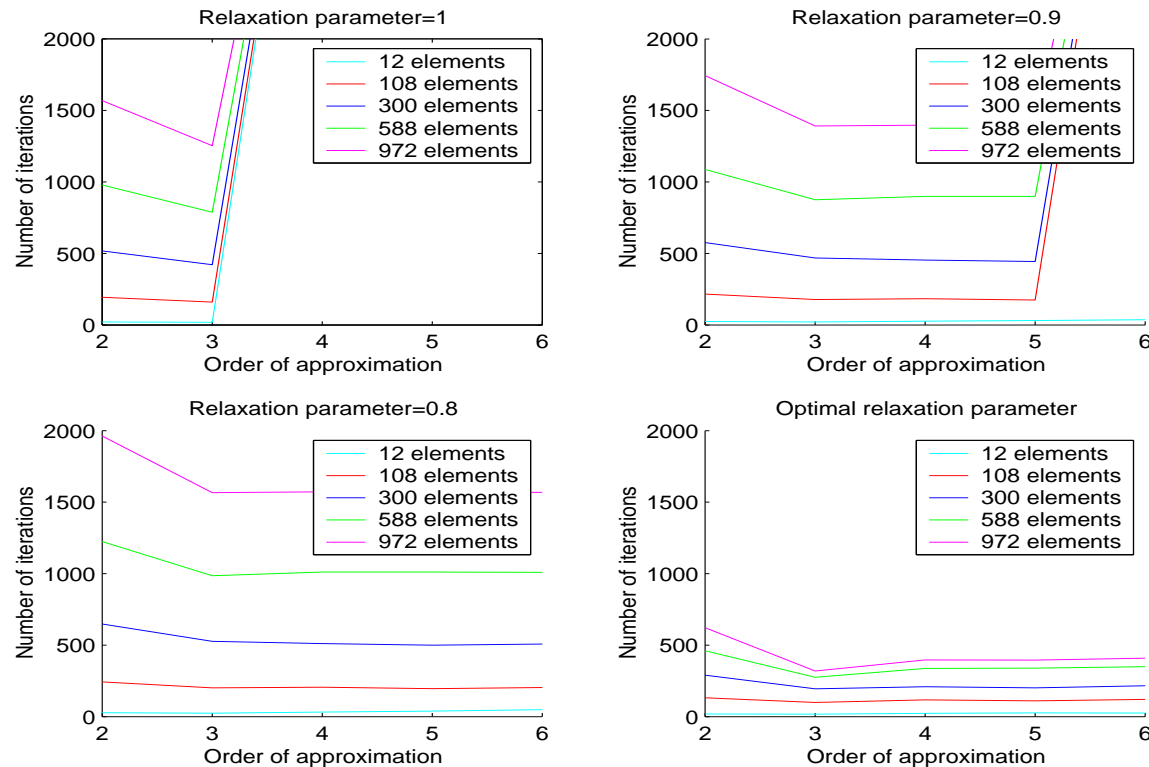 Relaxation parameter=1
2000
1500
1000
500
0
Number of iterations
12 elements
108 elements
300 elements
588 elements
972 elements
2 3 4 5 6
Order of approximation
Relaxation parameter=0.9
2000
1500
1000
500
0
Number of iterations
12 elements
108 elements
300 elements
588 elements
972 elements
2 3 4 5 6
Order of approximation
Relaxation parameter=0.8
2000
1500
1000
500
0
Number of iterations
12 elements
108 elements
300 elements
588 elements
972 elements
2 3 4 5 6
Order of approximation
Optimal relaxation parameter
2000
1500
1000
500
0
Number of iterations
12 elements
108 elements
300 elements
588 elements
972 elements
2 3 4 5 6
Order of approximation